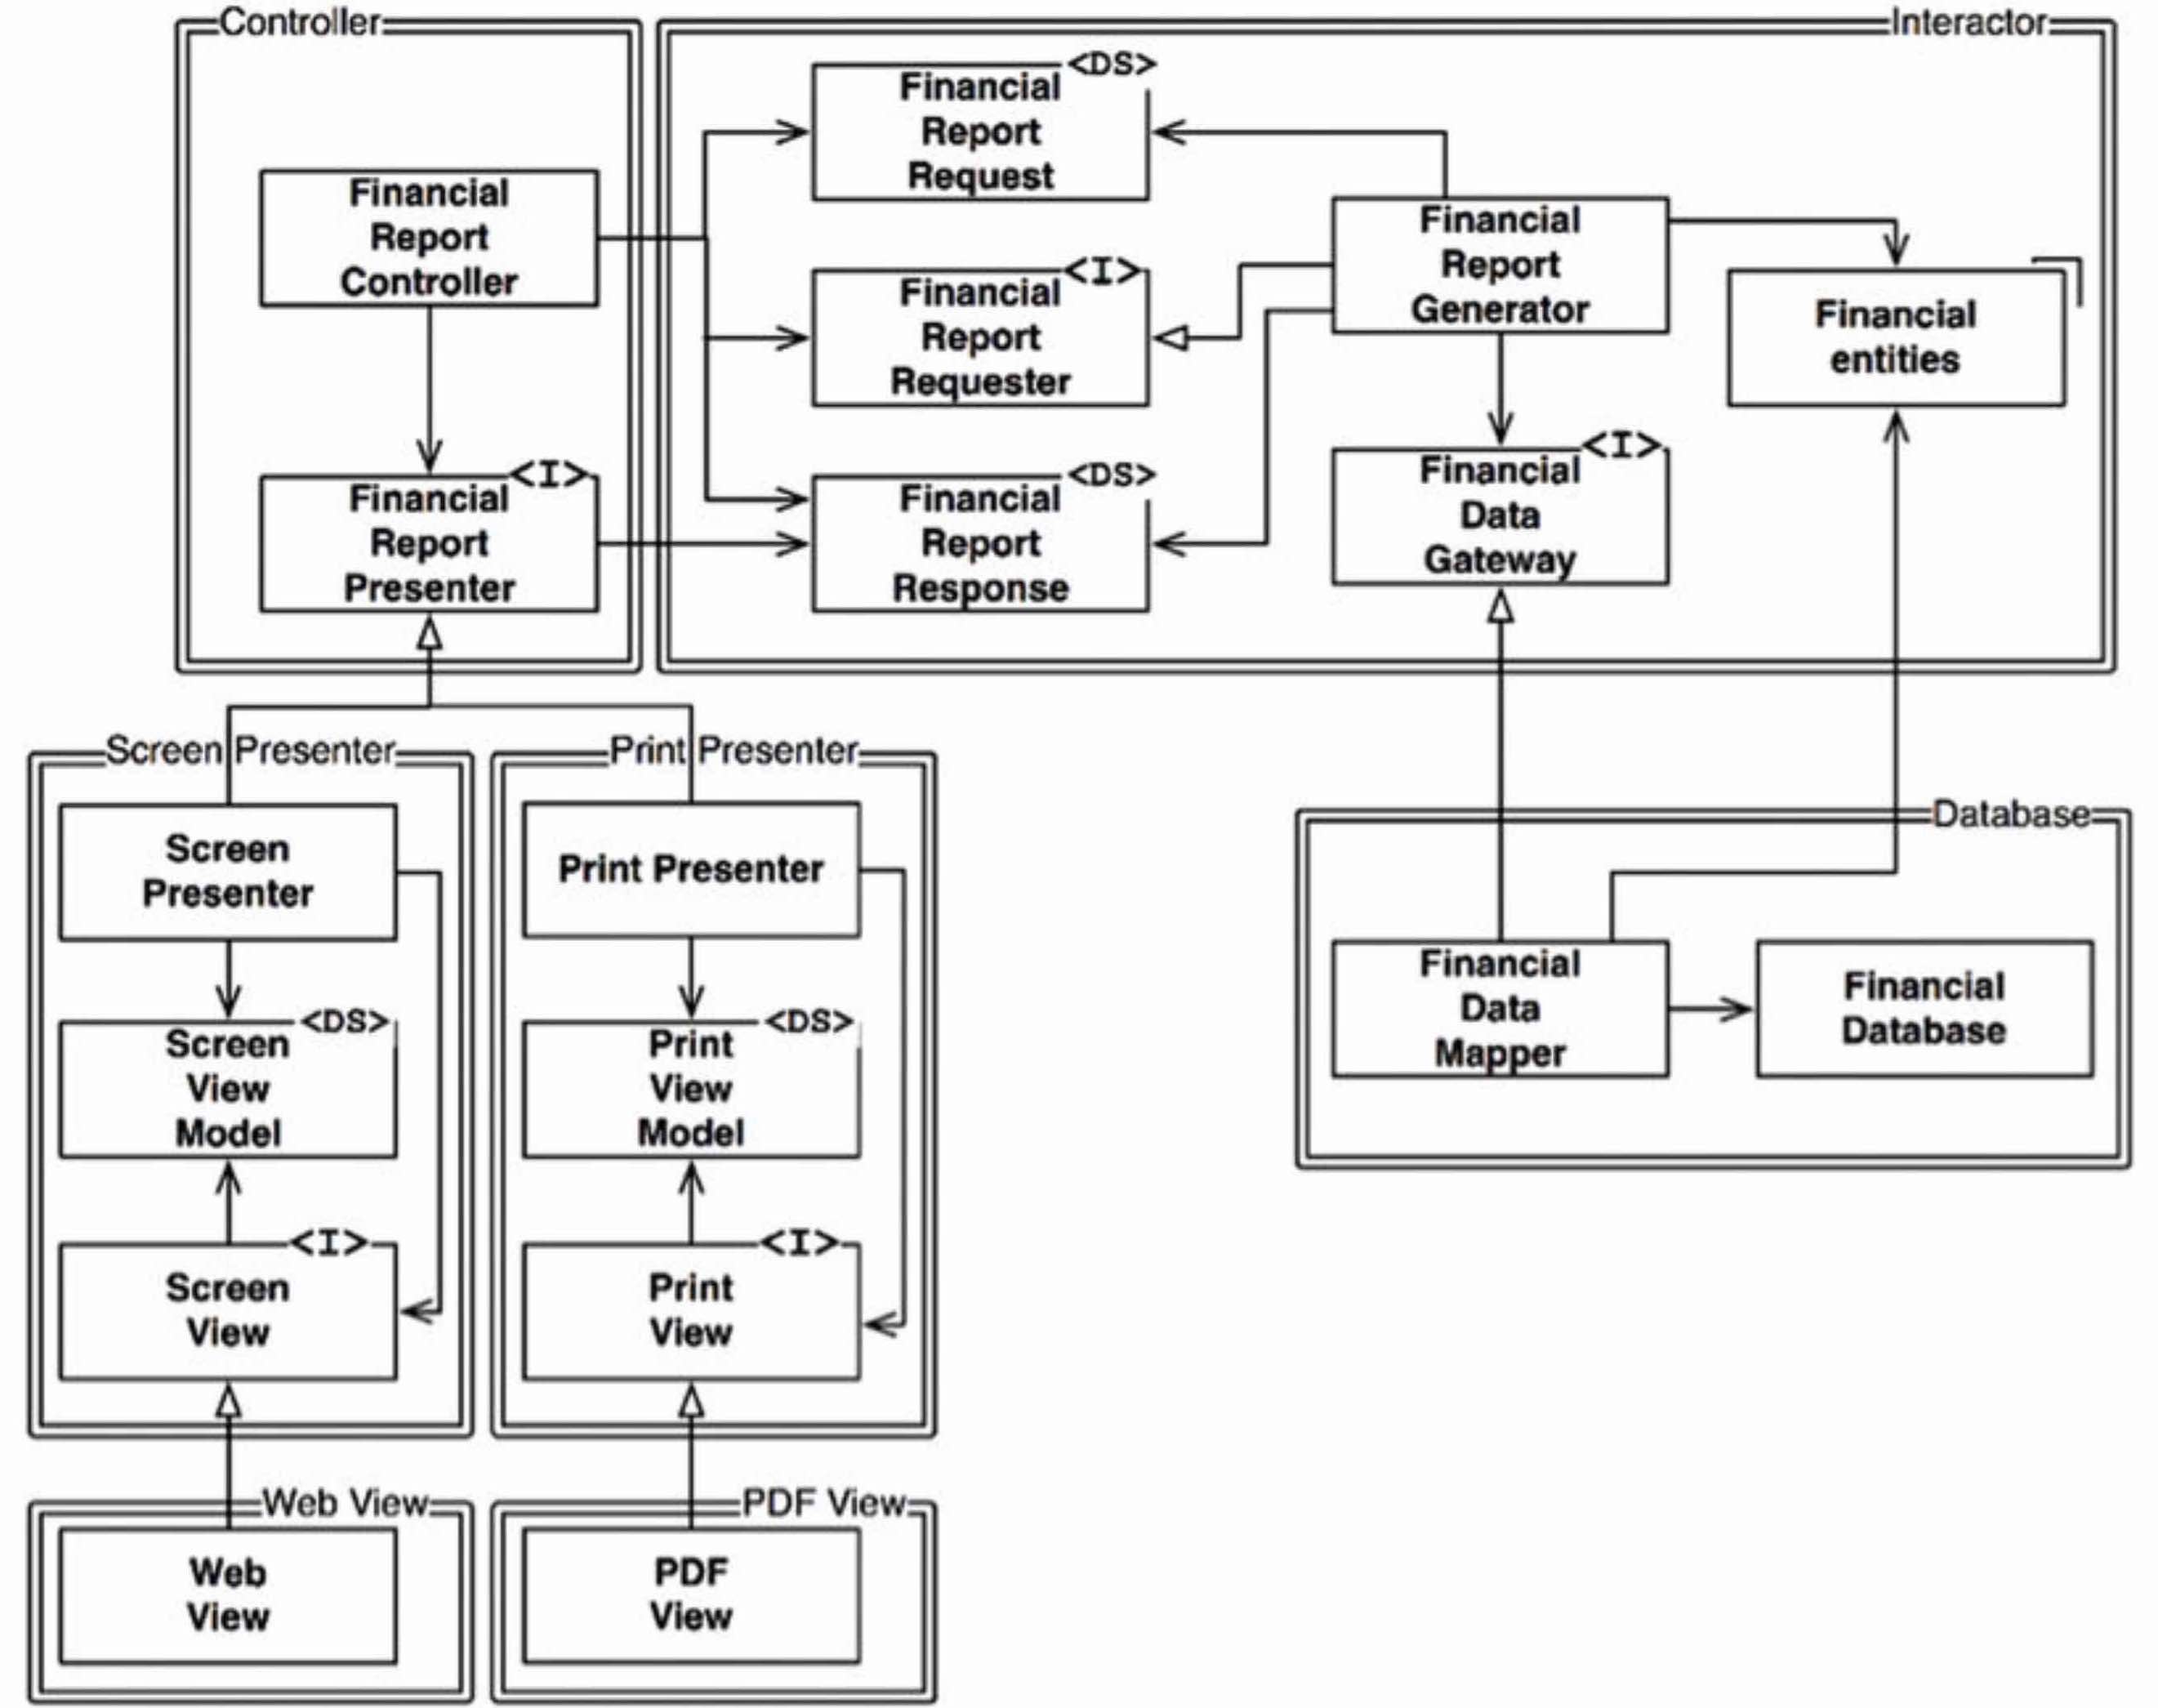 Controller
Interactor
<DS>
Financial
Report
Request
Financial
Report
Controller
Financial
Report
Generator
<I>
Financial
Report
Requester
Financial
entities
<I>
Financial
Report
Presenter
<DS>
Financial
Report
Response
<I>
Financial
Data
Gateway
Screen Presenter
Screen
Presenter
<DS>
Screen
View
Model
<I>
Screen
View
Print Presenter
Print Presenter
<DS>
Print
View
Model
<I>
Print
View
Database
Financial
Data
Mapper
Financial
Database
Web View
Web
View
PDF View
PDF
View